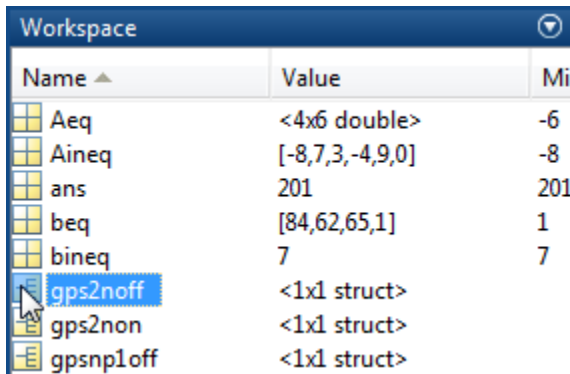 Workspace
Name Value Mi
Aeq <4x6 double> -6
Aineq [-8,7,3,-4,9,0] -8
ans 201 201
beq [84,62,65,1] 1
bineq 7 7
gps2noff <1x1 struct>
gps2non <1x1 struct>
gpsnp1off <1x1 struct>